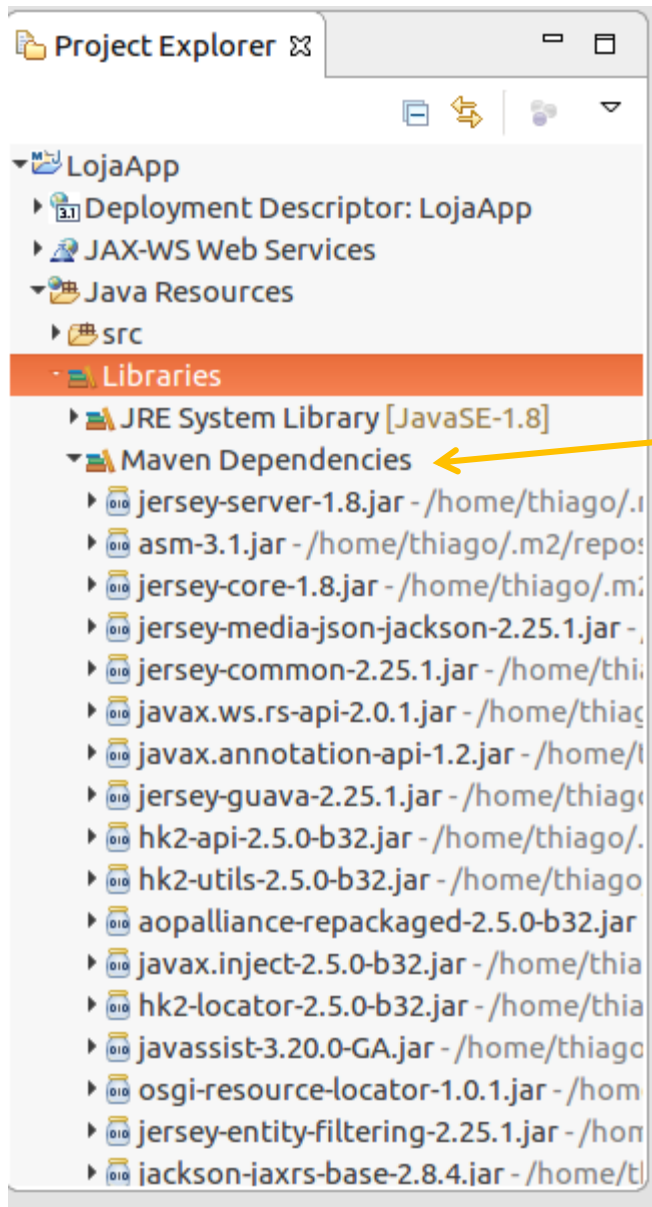 Project Explorer
LojaApp
Deployment Descriptor: LojaApp
JAX-WS Web Services
Java Resources
src
Libraries
JRE System Library [JavaSE-1.8]
Maven Dependencies
jersey-server-1.8.jar - /home/thiago/.
asm-3.1.jar - /home/thiago/.m2/repos
jersey-core-1.8.jar - /home/thiago/.m2
jersey-media-json-jackson-2.25.1.jar -
jersey-common-2.25.1.jar - /home/thi
javax.ws.rs-api-2.0.1.jar - /home/thiag
javax.annotation-api-1.2.jar - /home/t
jersey-guava-2.25.1.jar - /home/thiag
hk2-api-2.5.0-b32.jar - /home/thiago/.
hk2-utils-2.5.0-b32.jar - /home/thiago
aopalliance-repackaged-2.5.0-b32.jar
javax.inject-2.5.0-b32.jar - /home/thia
hk2-locator-2.5.0-b32.jar - /home/thia
javassist-3.20.0-GA.jar - /home/thiago
osgi-resource-locator-1.0.1.jar - /hom
jersey-entity-filtering-2.25.1.jar - /hom
jackson-jaxrs-base-2.8.4.jar - /home/t